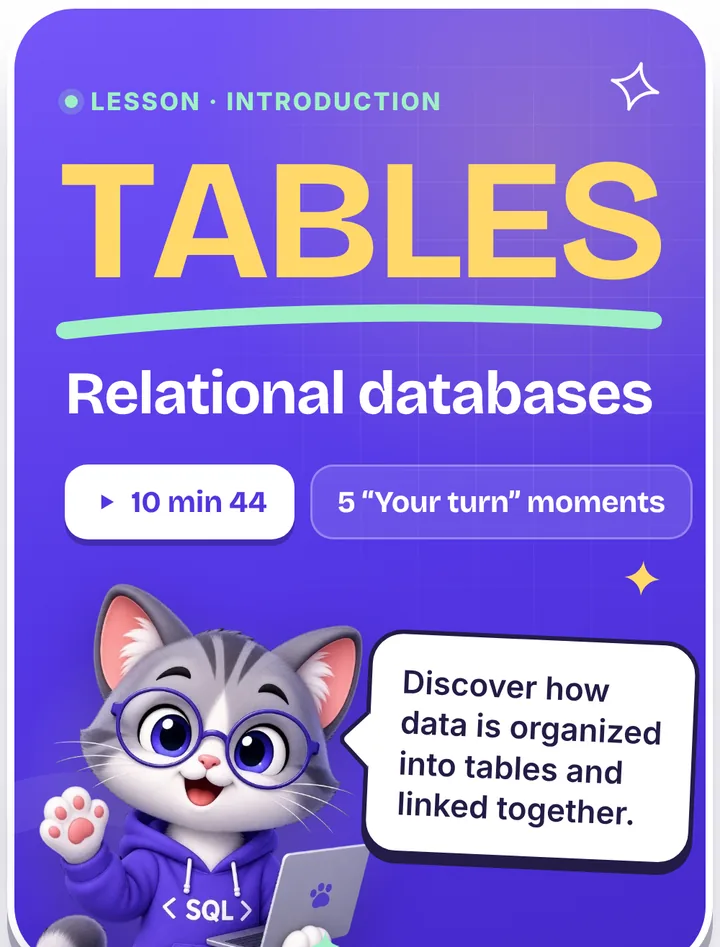 LESSON · INTRODUCTION
TABLES
Relational databases
10 min 44
5 “Your turn” moments
Discover how
data is organized
into tables and
linked together.
< SQL >